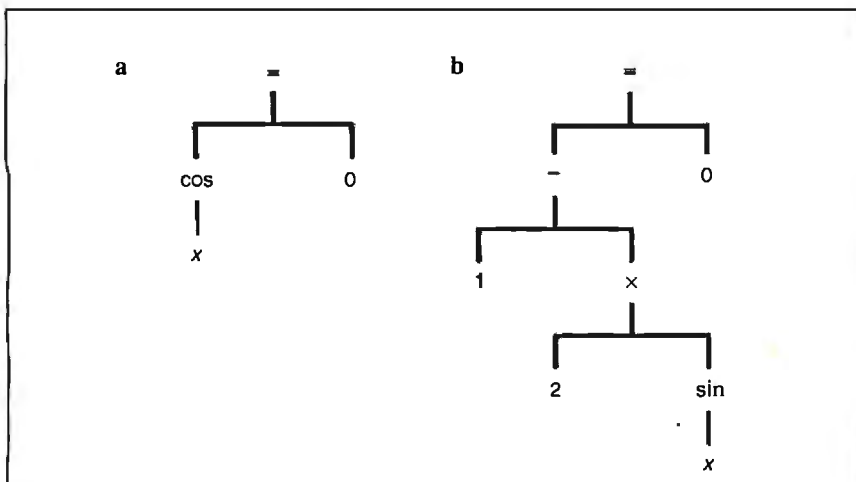 a = b =
cos 0 − 0
x
1 ×
2 sin
x